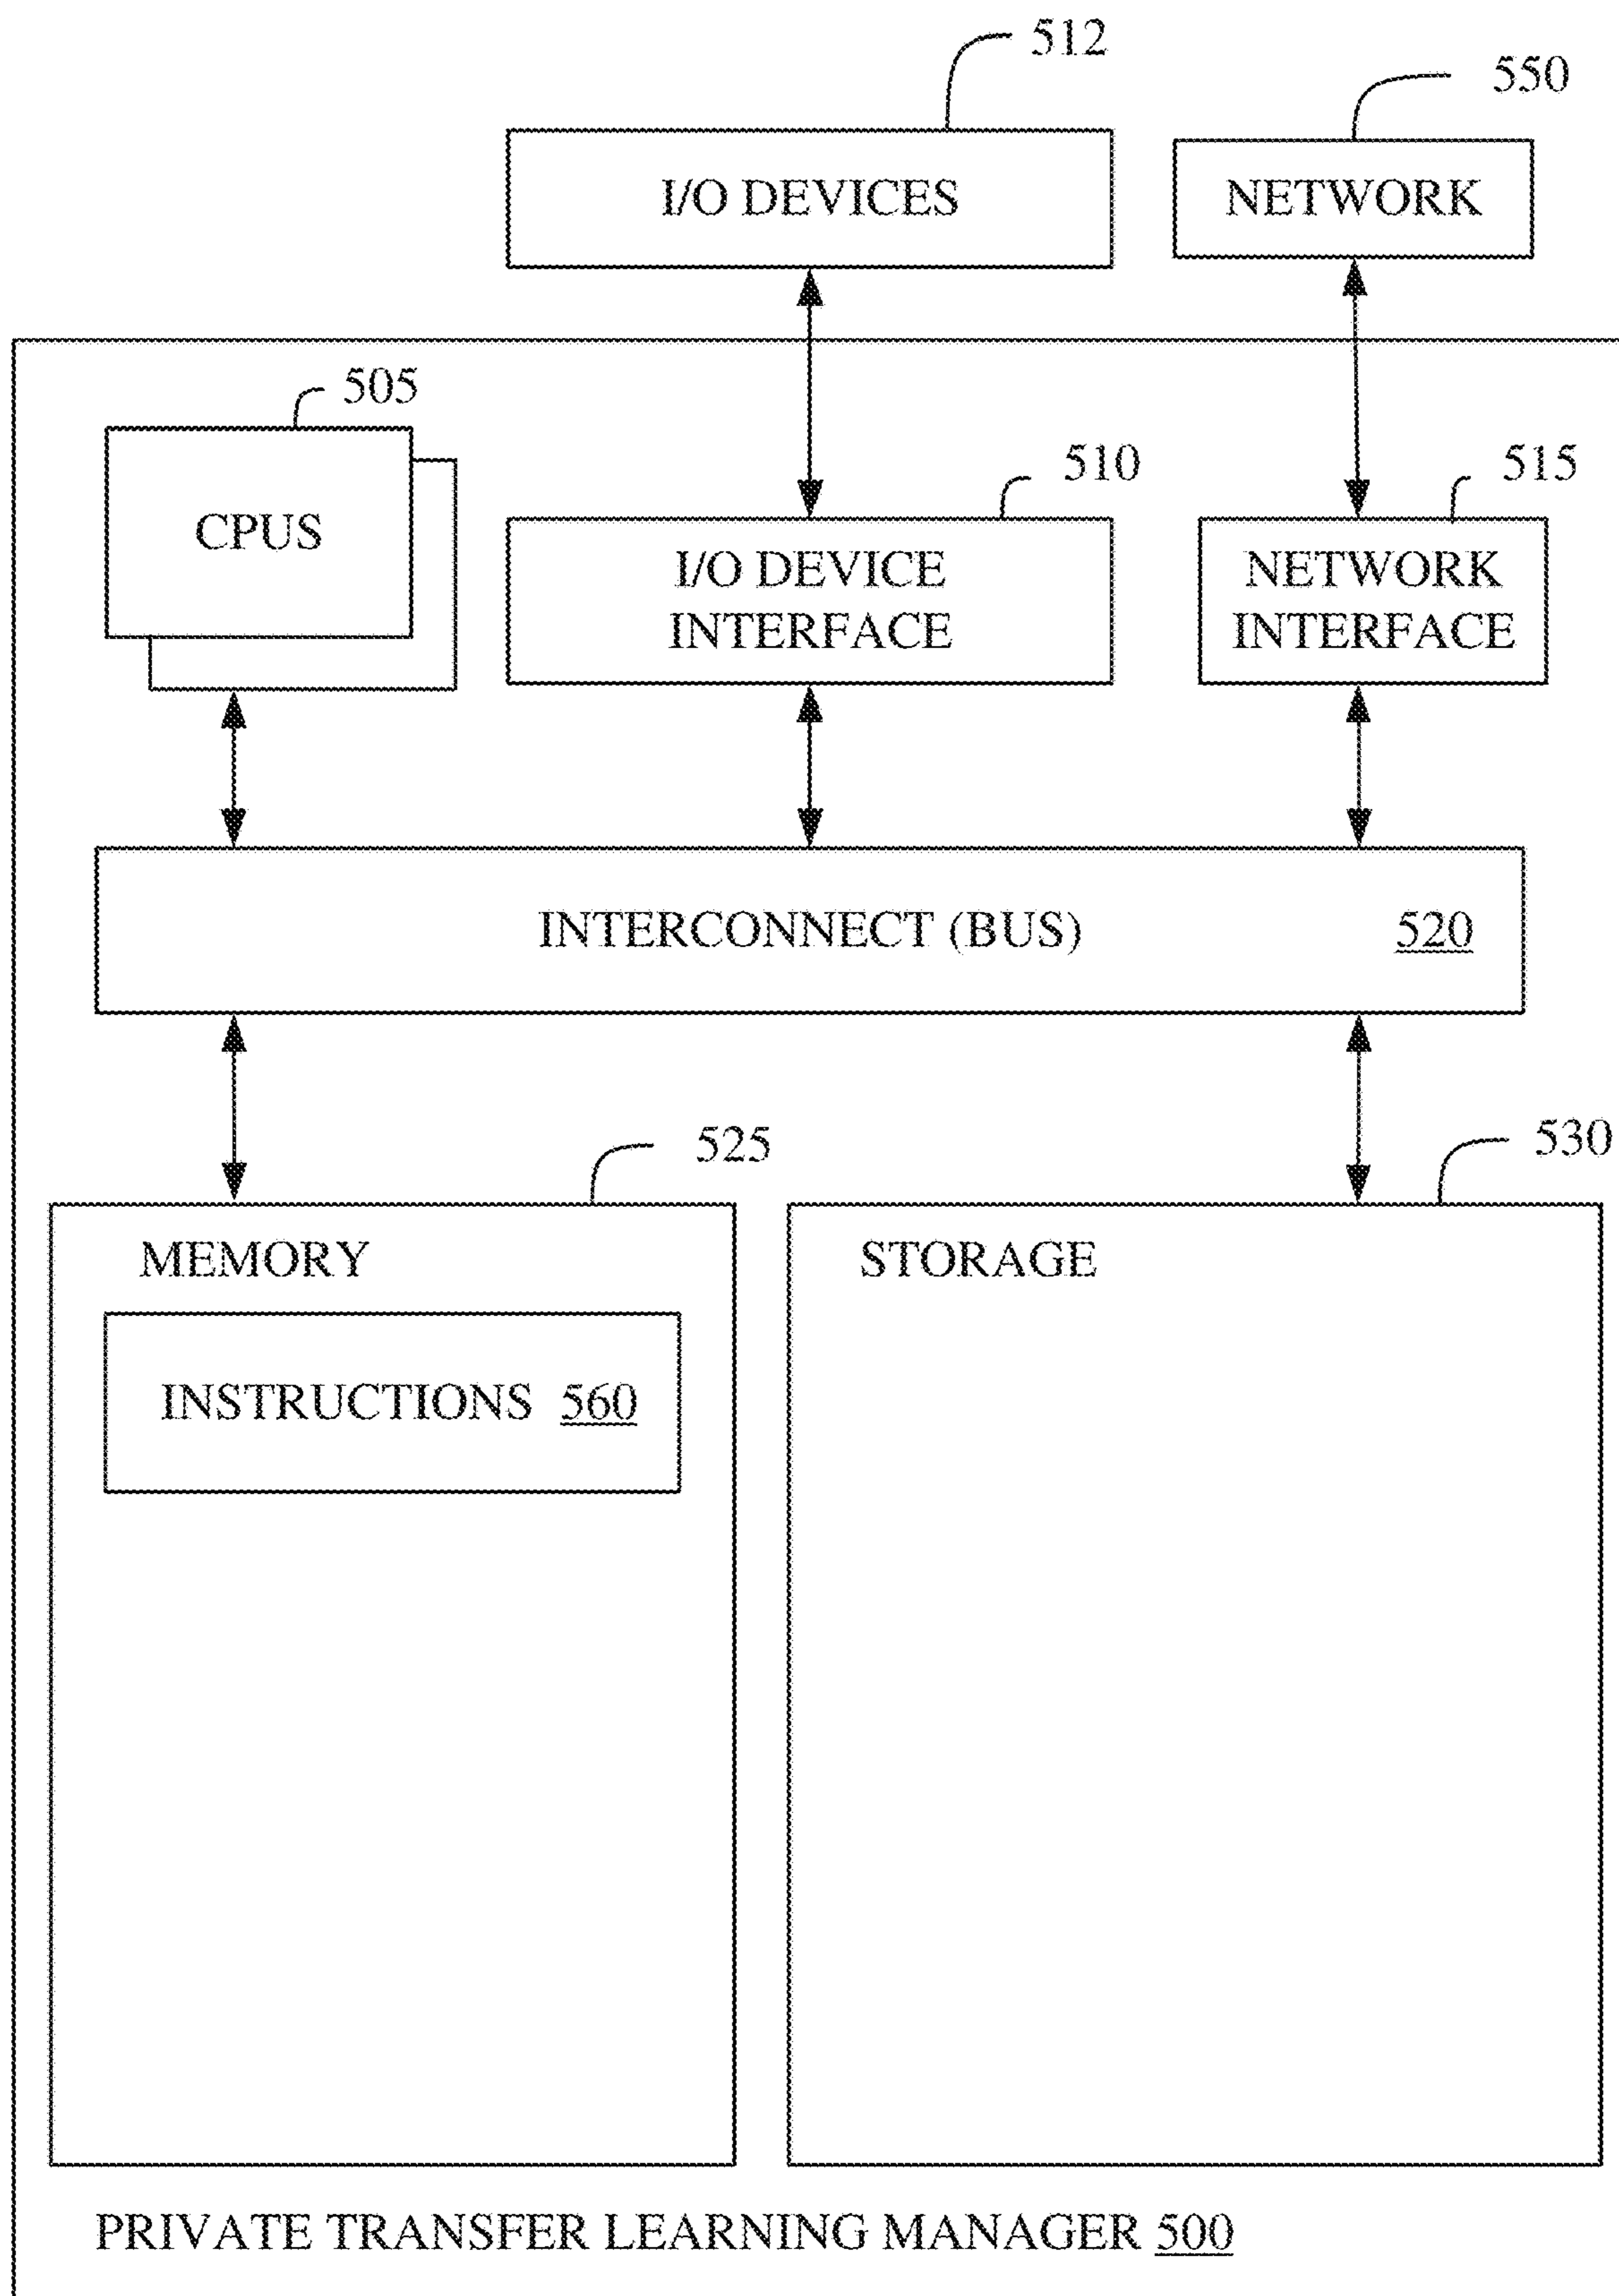 512
550
I/O DEVICES
NETWORK
505
510
515
CPUS
I/O DEVICE
INTERFACE
NETWORK
INTERFACE
INTERCONNECT (BUS) 520
525
530
MEMORY
STORAGE
INSTRUCTIONS 560
PRIVATE TRANSFER LEARNING MANAGER 500